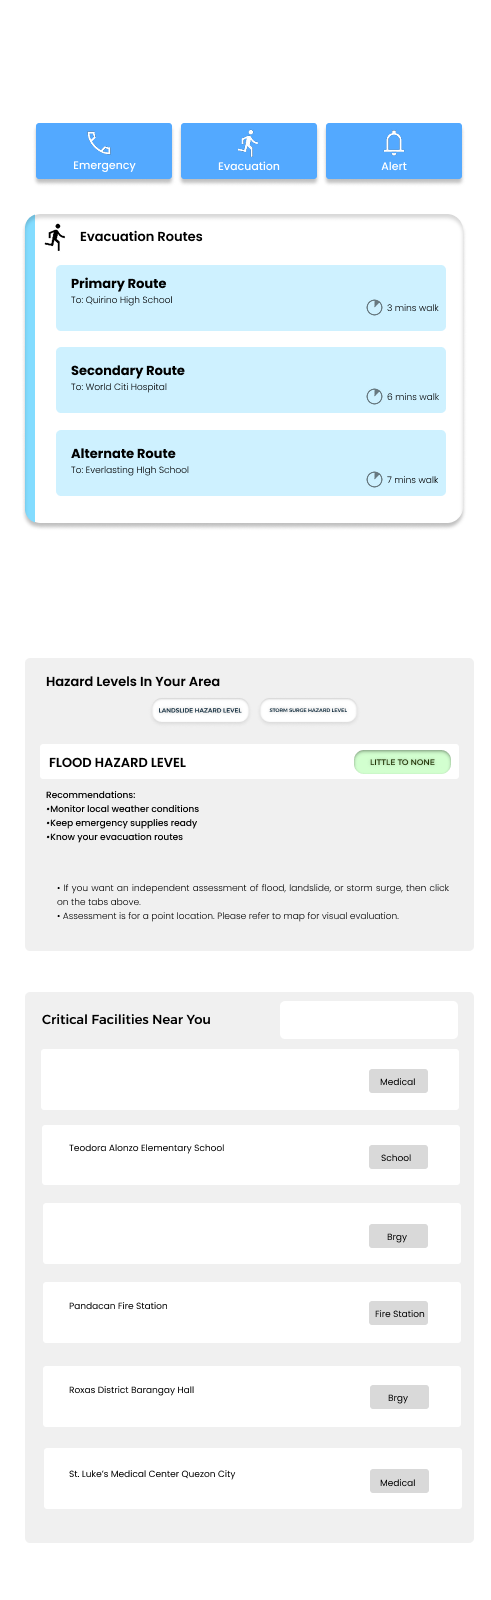 Emergency
Evacuation
Alert
Evacuation Routes
Primary Route
To: Quirino High School
3 mins walk
Secondary Route
To: World Citi Hospital
6 mins walk
Alternate Route
To: Everlasting HIgh School
7 mins walk
Hazard Levels In Your Area
LANDSLIDE HAZARD LEVEL
STORM SURGE HAZARD LEVEL
FLOOD HAZARD LEVEL
LITTLE TO NONE
Recommendations:
•Monitor local weather conditions
•Keep emergency supplies ready
•Know your evacuation routes
• If you want an independent assessment of flood, landslide, or storm surge, then click
on the tabs above.
• Assessment is for a point location. Please refer to map for visual evaluation.
Critical Facilities Near You
Medical
Teodora Alonzo Elementary School
School
Brgy
Pandacan Fire Station
Fire Station
Roxas District Barangay Hall
Brgy
St. Luke's Medical Center Quezon City
Medical